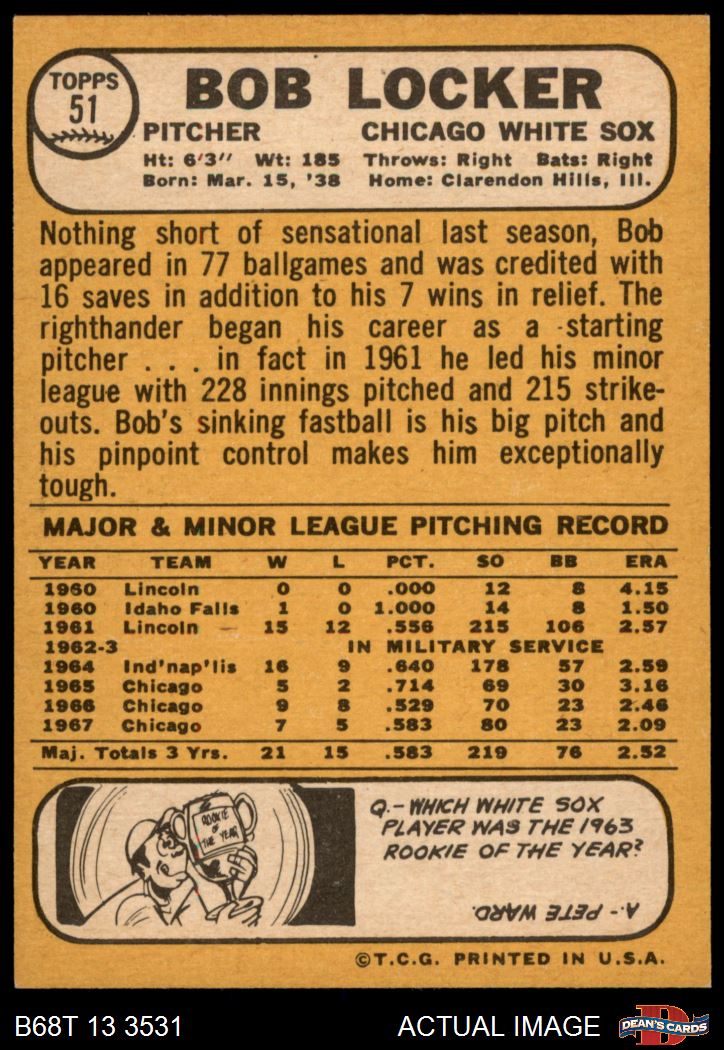 TOPPS
51
BOB LOCKER
PITCHER CHICAGO WHITE SOX
Ht: 6'3" Wt: 185 Throws: Right Bats: Right
Born: Mar. 15, '38 Home: Clarendon Hills, Ill.
Nothing short of sensational last season, Bob
appeared in 77 ballgames and was credited with
16 saves in addition to his 7 wins in relief. The
righthander began his career as a starting
pitcher . . . in fact in 1961 he led his minor
league with 228 innings pitched and 215 strike-
outs. Bob's sinking fastball is his big pitch and
his pinpoint control makes him exceptionally
tough.
MAJOR & MINOR LEAGUE PITCHING RECORD
YEAR TEAM W L PCT. SO BB ERA
1960 Lincoln 0 0 .000 12 8 4.15
1960 Idaho Falls 1 0 1.000 14 8 1.50
1961 Lincoln 15 12 .556 215 106 2.57
1962-3 IN MILITARY SERVICE
1964 Ind'nap'lis 16 9 .640 178 57 2.59
1965 Chicago 5 2 .714 69 30 3.16
1966 Chicago 9 8 .529 70 23 2.46
1967 Chicago 7 5 .583 80 23 2.09
Maj. Totals 3 Yrs. 21 15 .583 219 76 2.52
ROOKIE
OF
THE YEAR
Q.- WHICH WHITE SOX
PLAYER WAS THE 1963
ROOKIE OF THE YEAR?
A.- PETE WARD.
©T.C.G. PRINTED IN U.S.A.
B68T 13 3531 ACTUAL IMAGE
D
DEAN'S CARDS